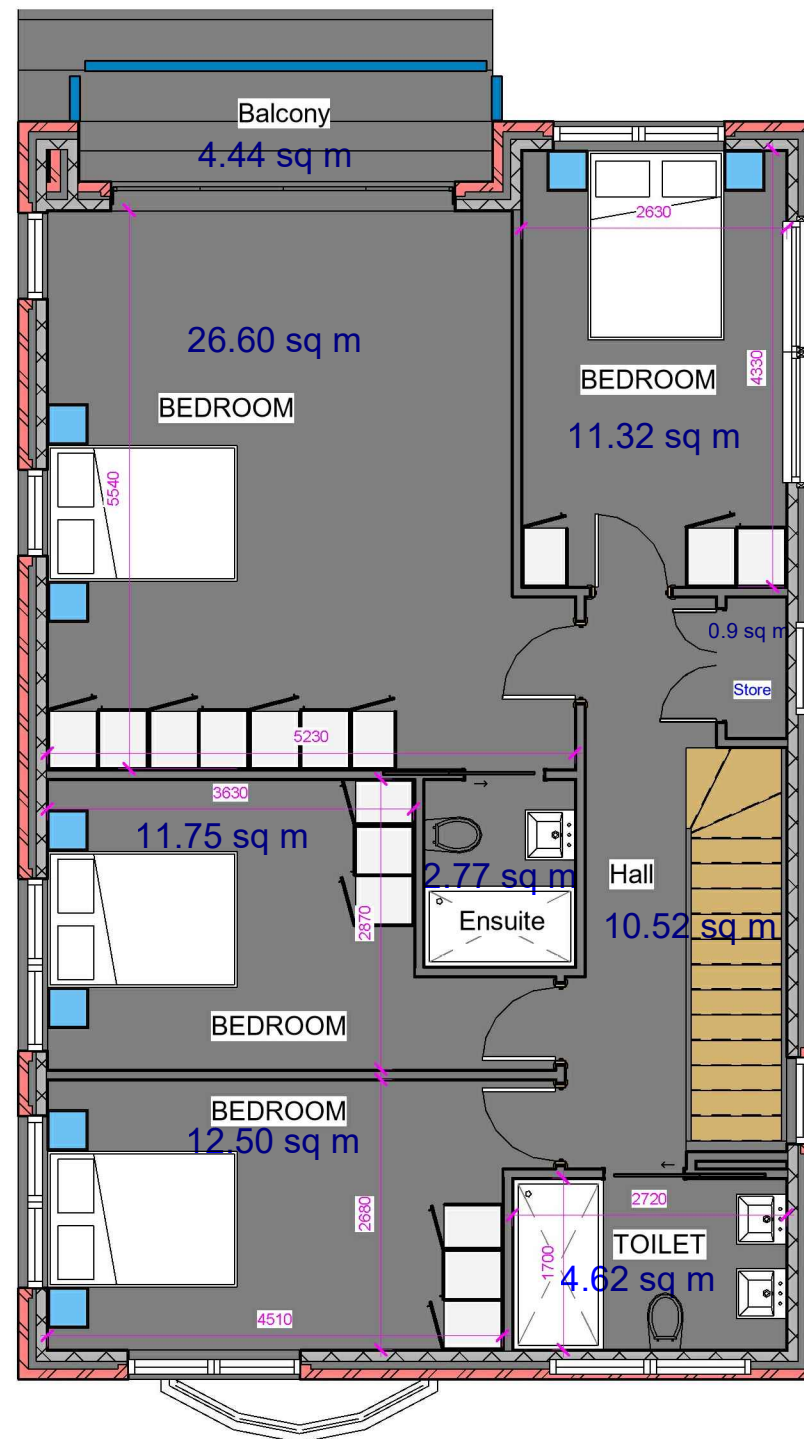 Balcony
4.44 sq m
2630
26.60 sq m
BEDROOM
4330
BEDROOM
11.32 sq m
5540
0.9 sq m
Store
5230
3630
11.75 sq m
2.77 sq m
Hall
2870
Ensuite
10.52 sq m
BEDROOM
BEDROOM
12.50 sq m
2680
2720
TOILET
1700
4.62 sq m
4510